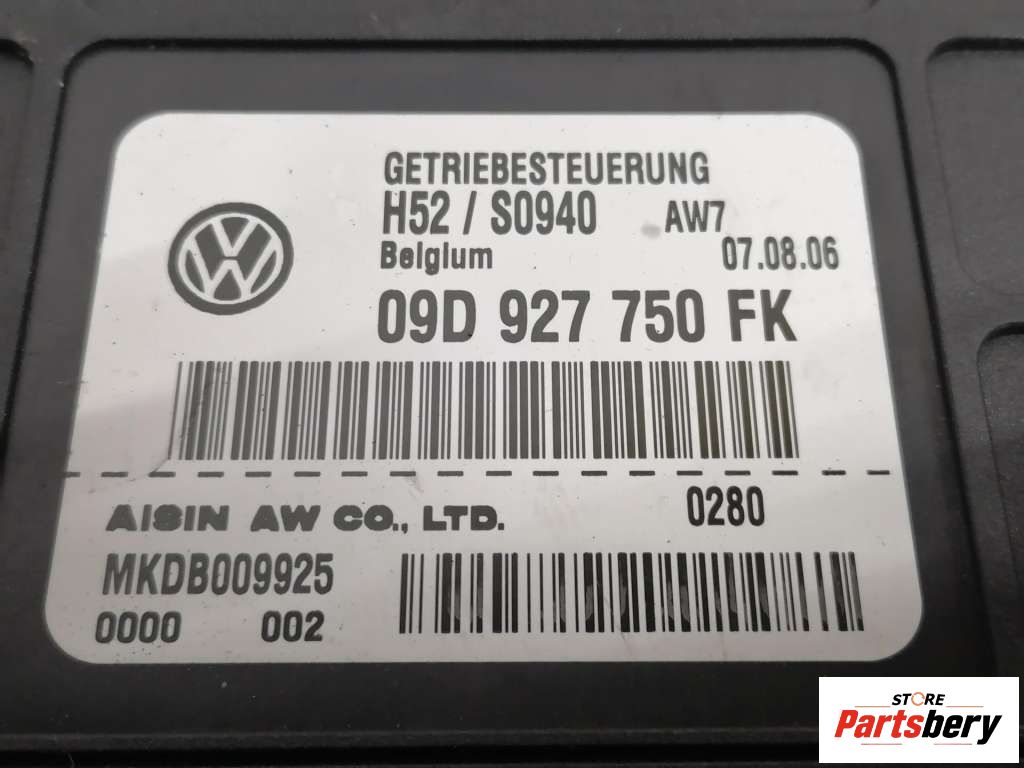 GETRIEBESTEUERUNG
H52 / S0940 AW7
Belgium 07.08.06
09D 927 750 FK
AISIN AW CO., LTD. 0280
MKDB009925
0000 002
STORE
Partsbery